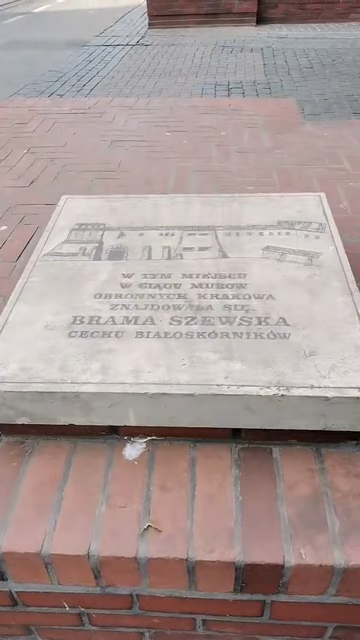 W TYM MIEJSCU
W CIĄGU MURÓW
OBRONNYCH KRAKOWA
ZNAJDOWAŁA SIĘ
BRAMA SZEWSKA
CECHU BIAŁOSKÓRNIKÓW